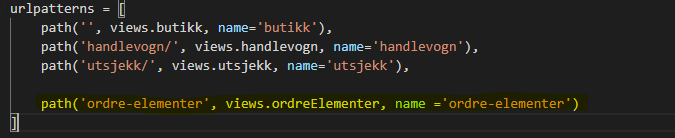 urlpatterns = [
path('', views.butikk, name='butikk'),
path('handlevogn/', views.handlevogn, name='handlevogn'),
path('utsjekk/', views.utsjekk, name='utsjekk'),
path('ordre-elementer', views.ordreElementer, name ='ordre-elementer')
]